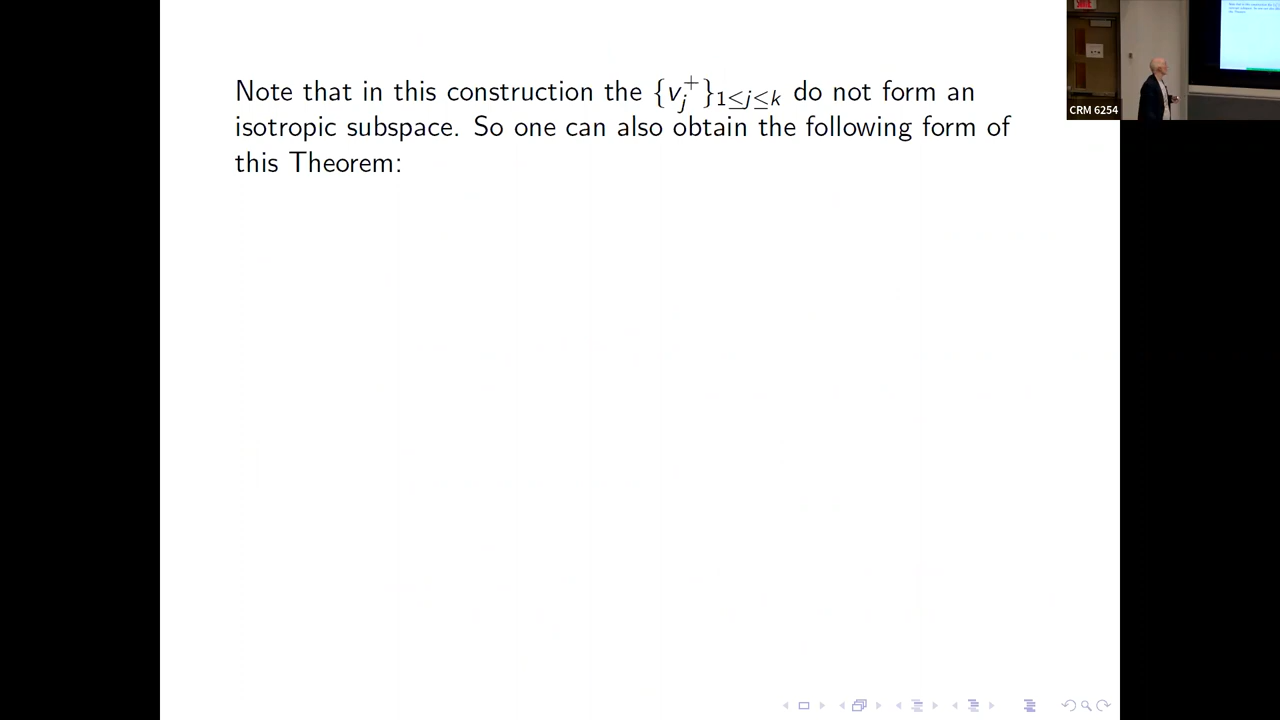 Note that in this construction the {v_j^+}_{1≤j≤k} do not form an
isotropic subspace. So one can also obtain the following form of
this Theorem:
CRM 6254